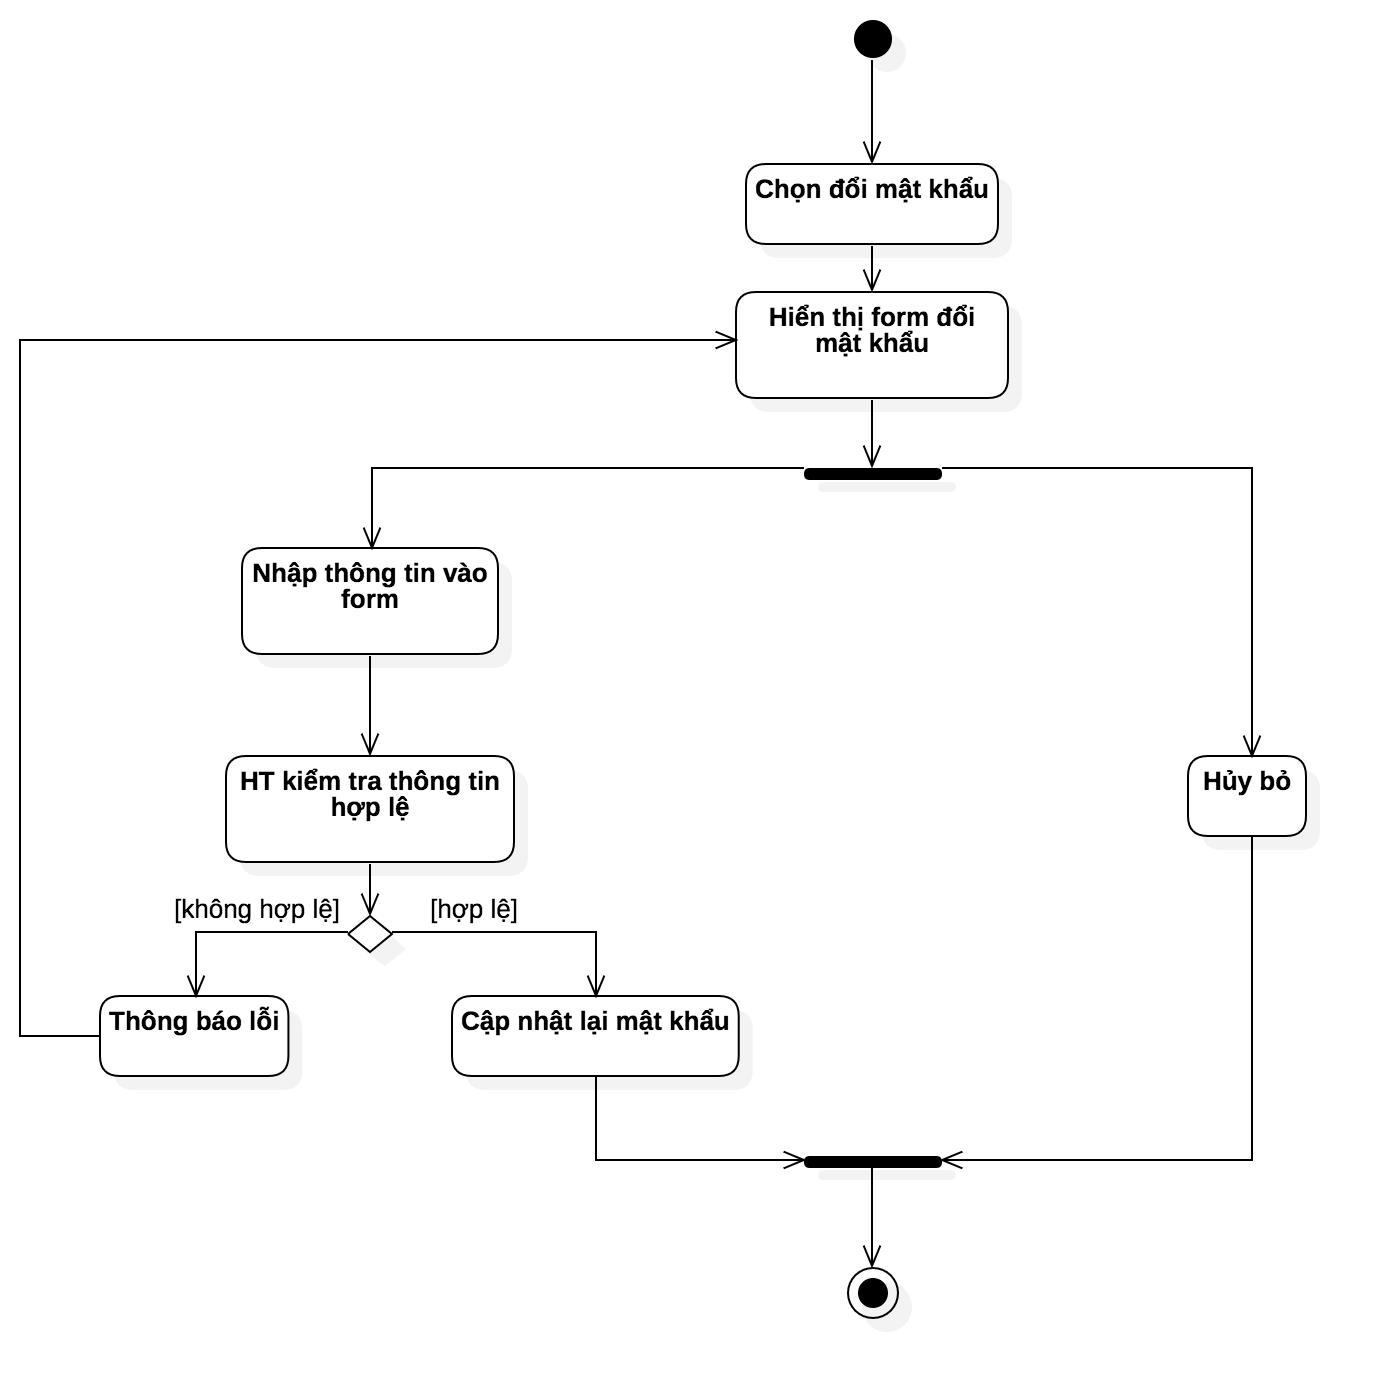 Chọn đổi mật khẩu
Hiển thị form đổi
mật khẩu
Nhập thông tin vào
form
HT kiểm tra thông tin
hợp lệ
Hủy bỏ
[không hợp lệ]
[hợp lệ]
Thông báo lỗi
Cập nhật lại mật khẩu